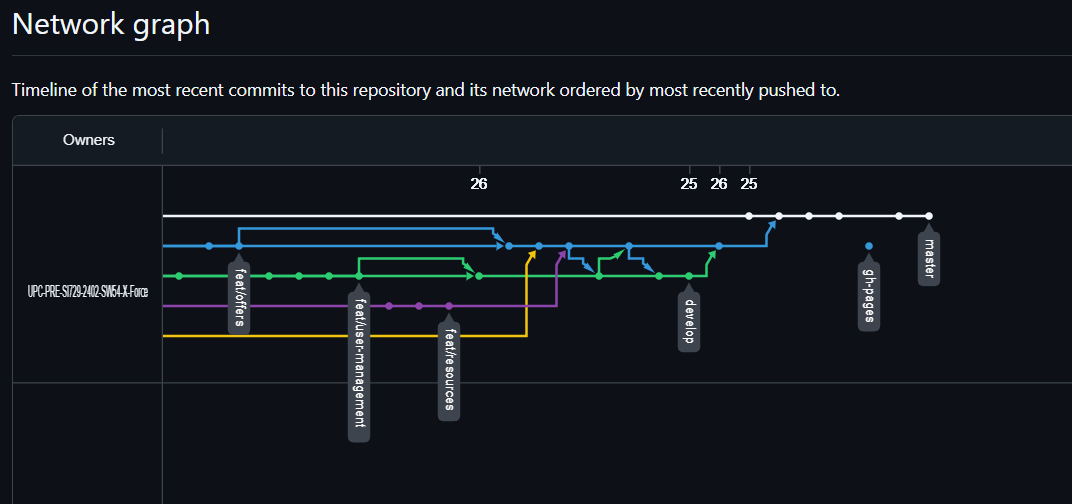 Network graph
Timeline of the most recent commits to this repository and its network ordered by most recently pushed to.
Owners
26
25 26 25
UPC-PRE-SI729-2402-SW54-X-Force
feat/offers
feat/user-management
feat/resources
develop
gh-pages
master